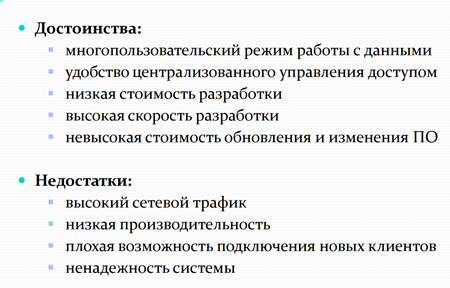 Достоинства:
многопользовательский режим работы с данными
удобство централизованного управления доступом
низкая стоимость разработки
высокая скорость разработки
невысокая стоимость обновления и изменения ПО
Недостатки:
высокий сетевой трафик
низкая производительность
плохая возможность подключения новых клиентов
ненадежность системы